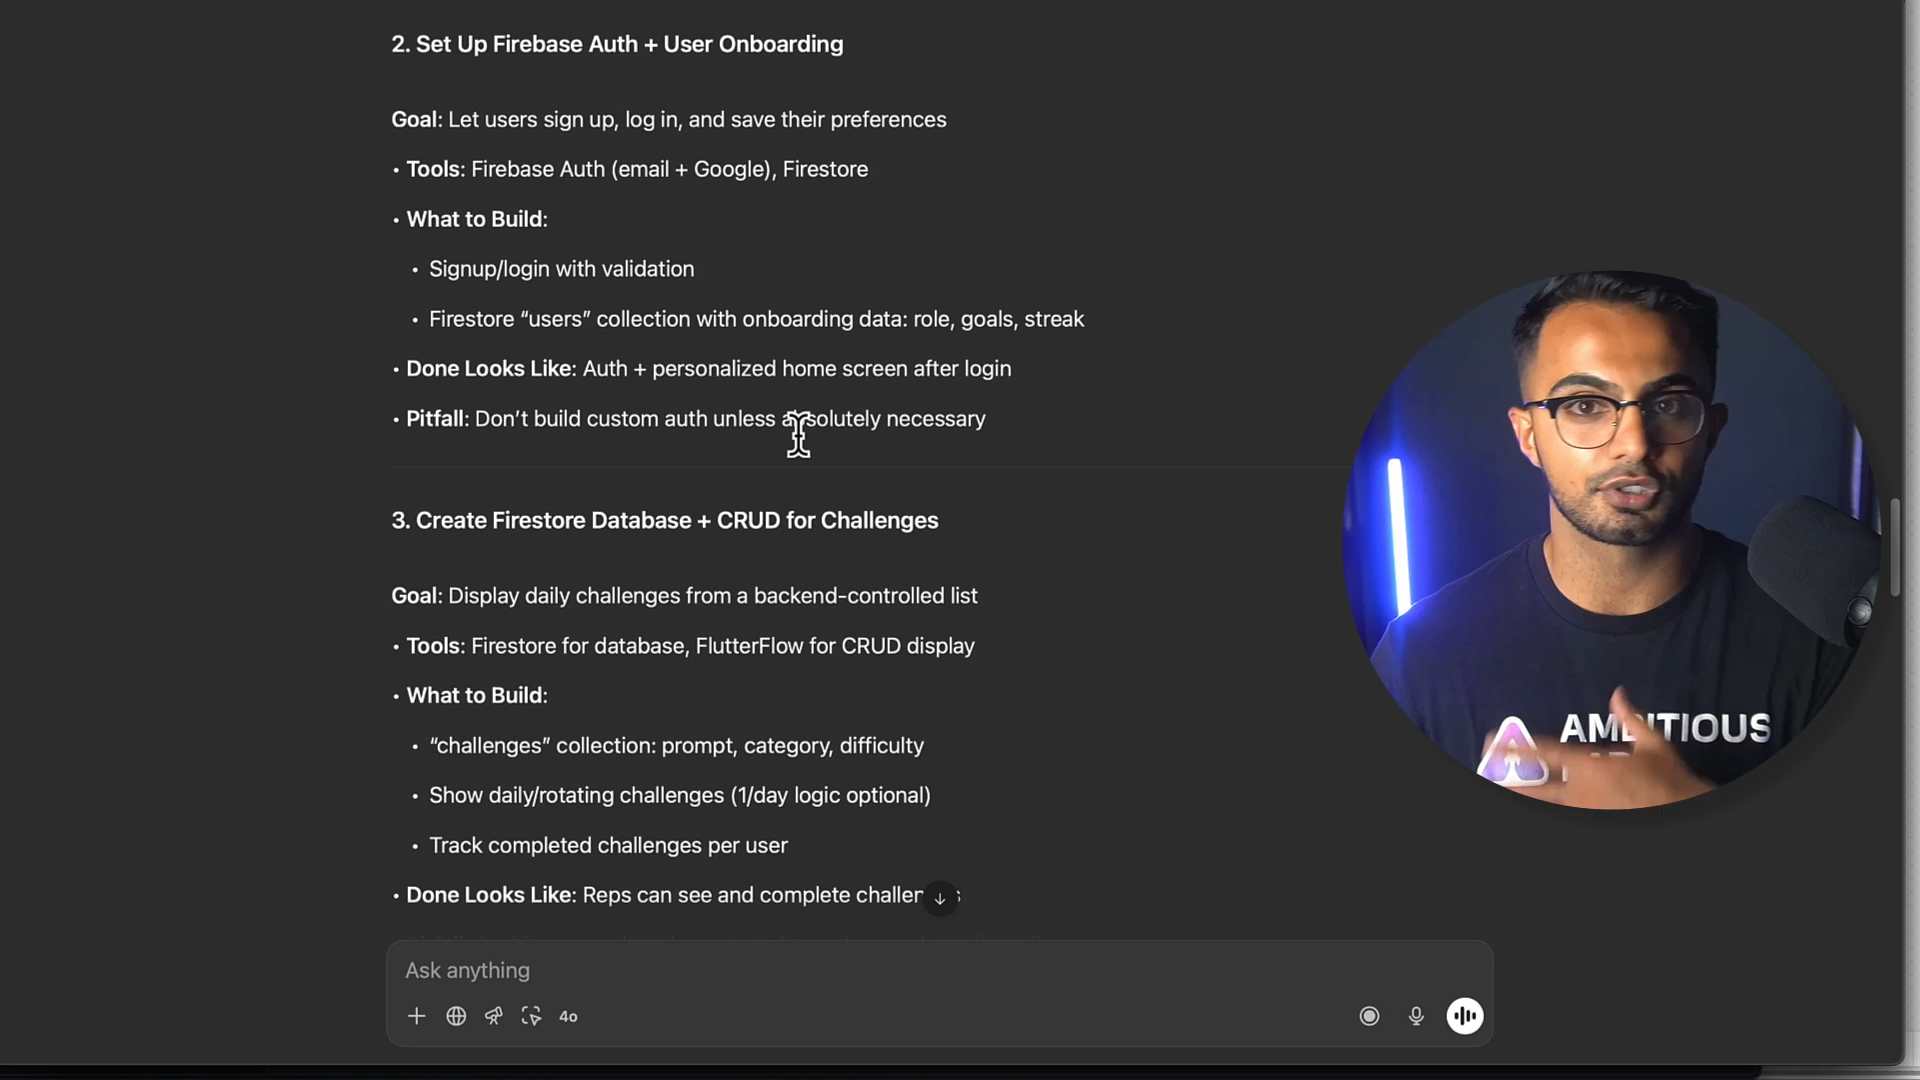 2. Set Up Firebase Auth + User Onboarding
Goal: Let users sign up, log in, and save their preferences
• Tools: Firebase Auth (email + Google), Firestore
• What to Build:
• Signup/login with validation
• Firestore “users” collection with onboarding data: role, goals, streak
• Done Looks Like: Auth + personalized home screen after login
• Pitfall: Don’t build custom auth unless absolutely necessary
3. Create Firestore Database + CRUD for Challenges
Goal: Display daily challenges from a backend-controlled list
• Tools: Firestore for database, FlutterFlow for CRUD display
• What to Build:
• “challenges” collection: prompt, category, difficulty
• Show daily/rotating challenges (1/day logic optional)
• Track completed challenges per user
• Done Looks Like: Reps can see and complete challenges
Ask anything
4o
AMBITIOUS